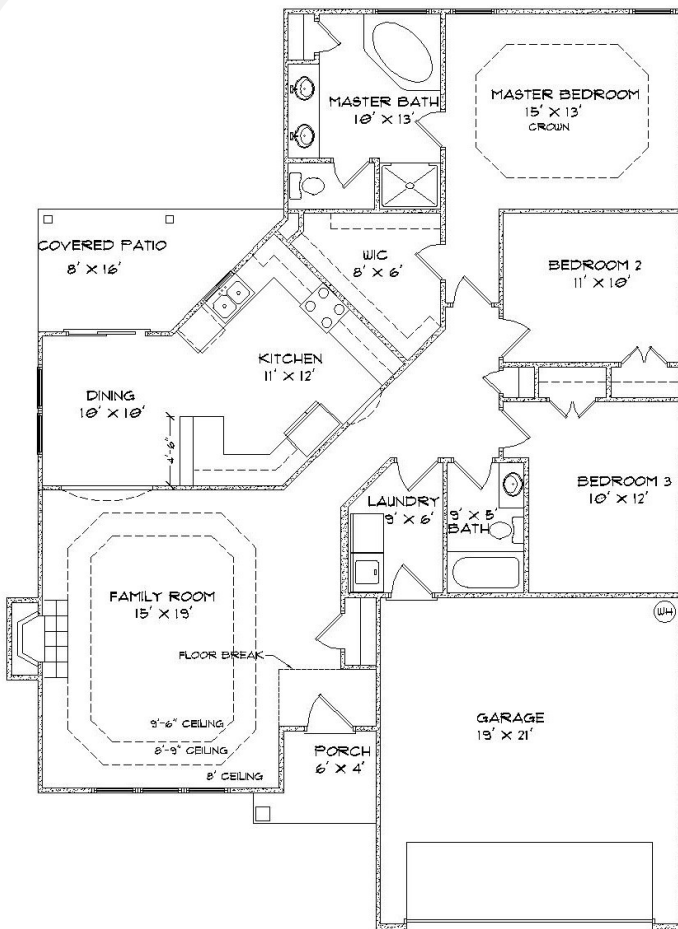 MASTER BATH
10' X 13'
MASTER BEDROOM
15' X 13'
CROWN
COVERED PATIO
8' X 16'
WIC
8' X 6'
BEDROOM 2
11' X 10'
KITCHEN
11' X 12'
DINING
10' X 10'
4'-6"
BEDROOM 3
10' X 12'
LAUNDRY
9' X 6'
9' X 5'
BATH
FAMILY ROOM
15' X 19'
WH
FLOOR BREAK
9'-6" CEILING
8'-9" CEILING
8' CEILING
PORCH
6' X 4'
GARAGE
19' X 21'